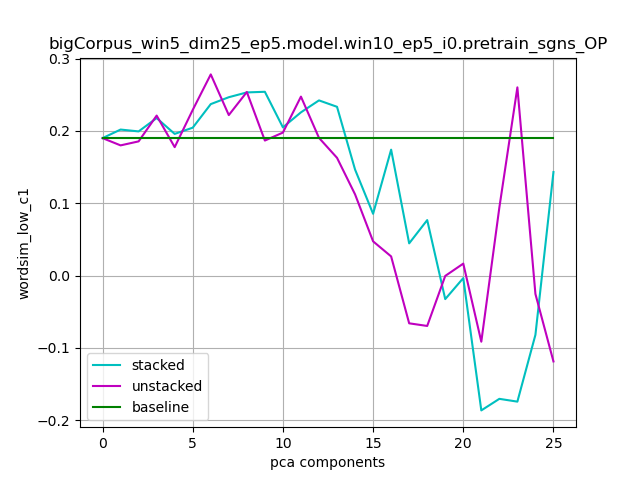 bigCorpus_win5_dim25_ep5.model.win10_ep5_i0.pretrain_sgns_OP
0.3
0.2
0.1
0.0
−0.1
−0.2
wordsim_low_c1
stacked
unstacked
baseline
0 5 10 15 20 25
pca components